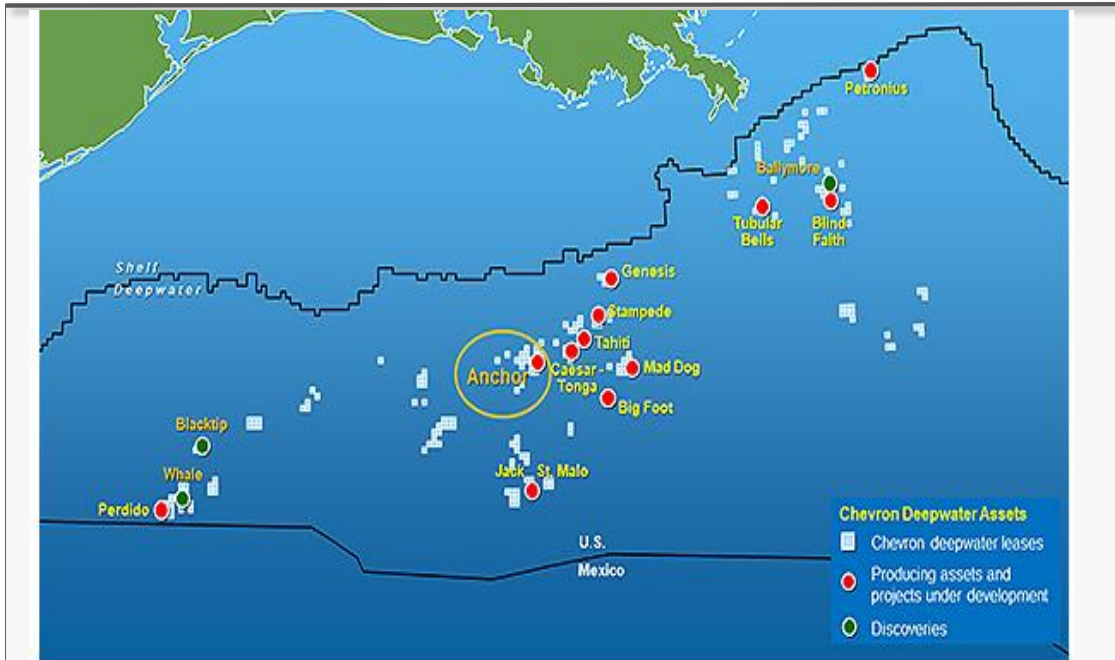 Petronius
Ballymore
Tubular
Bells
Blind
Faith
Shelf
Deepwater
Genesis
Stampede
Tahiti
Anchor
Caesar -
Tonga
Mad Dog
Big Foot
Blacktip
Whale
Jack St. Malo
Perdido
U.S.
Mexico
Chevron Deepwater Assets
Chevron deepwater leases
Producing assets and
projects under development
Discoveries